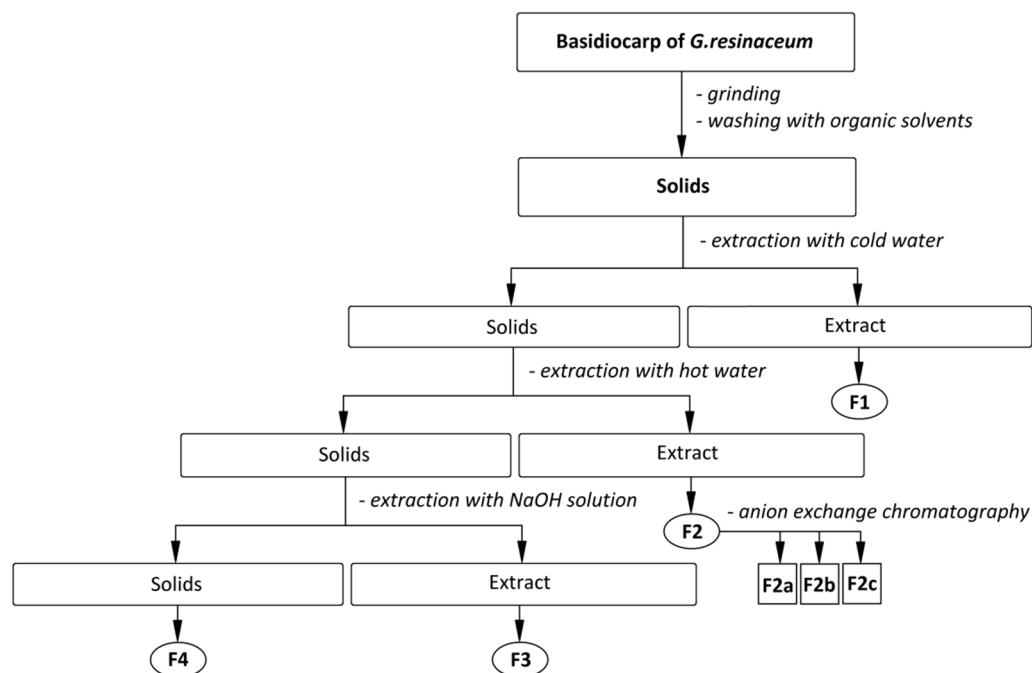 Basidiocarp of G.resinaceum
- grinding
- washing with organic solvents
Solids
- extraction with cold water
Solids
Extract
- extraction with hot water
F1
Solids
Extract
- extraction with NaOH solution
F2
- anion exchange chromatography
Solids
Extract
F2a
F2b
F2c
F4
F3